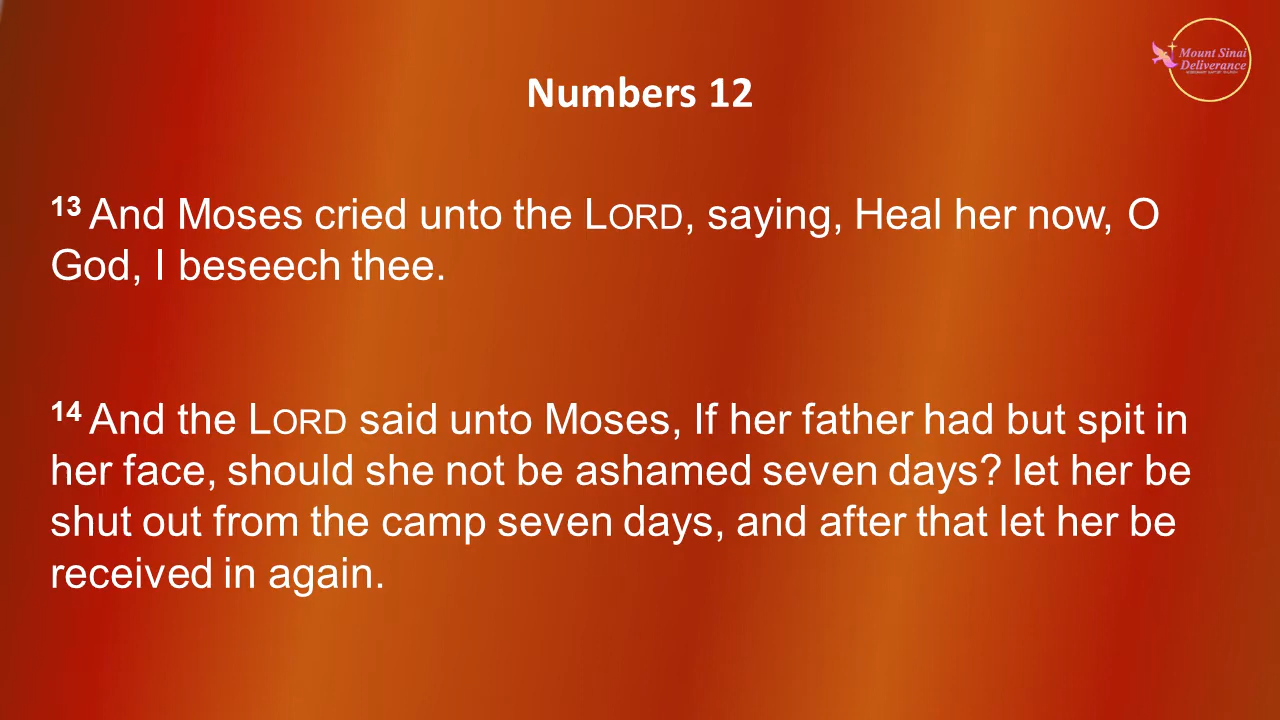 Mount Sinai
Deliverance
Numbers 12
13 And Moses cried unto the LORD, saying, Heal her now, O
God, I beseech thee.
14 And the LORD said unto Moses, If her father had but spit in
her face, should she not be ashamed seven days? let her be
shut out from the camp seven days, and after that let her be
received in again.